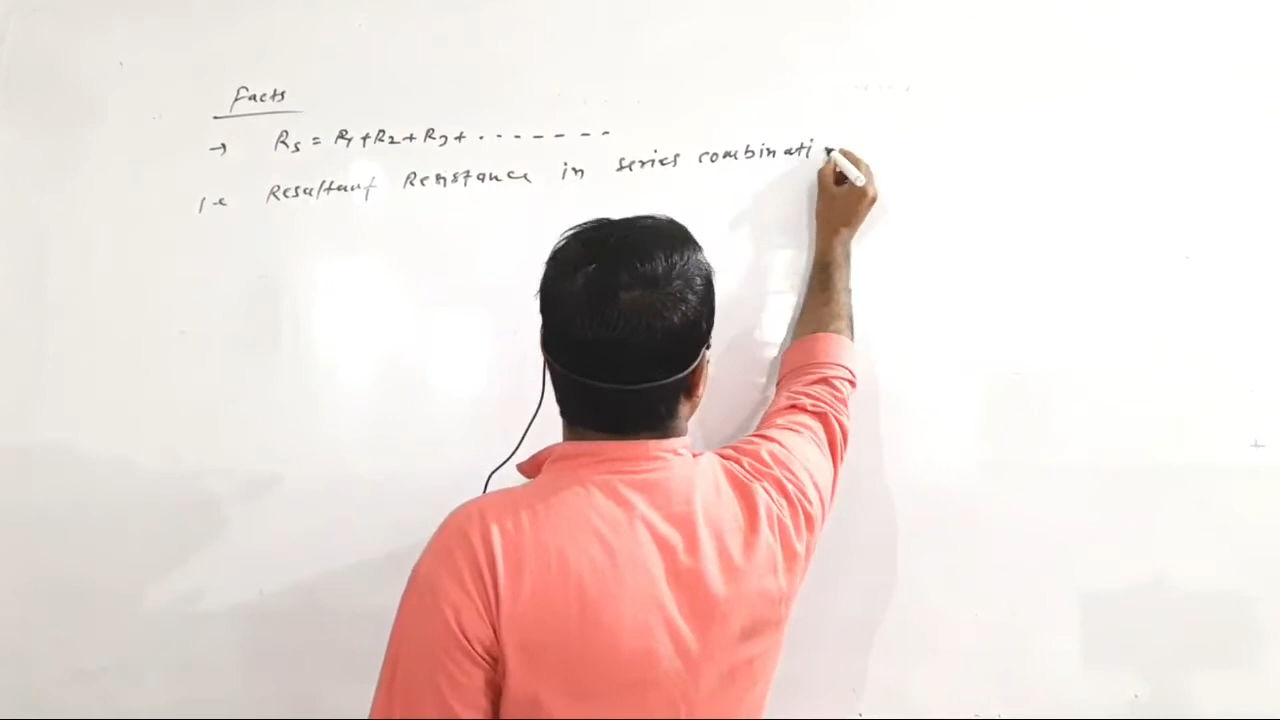 Facts
→ Rs = R1+R2+R3+.......
i.e Resultant Resistance in series combinati